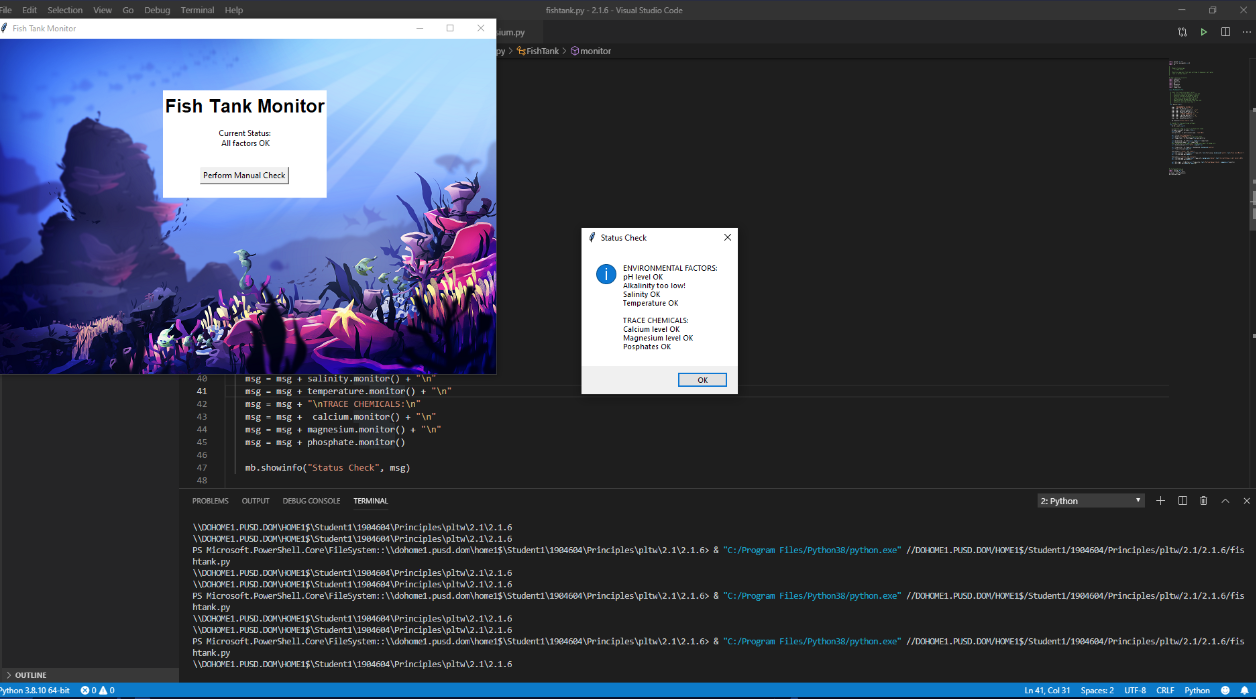 File Edit Selection View Go Debug Terminal Help
fishtank.py - 2.1.6 - Visual Studio Code
Fish Tank Monitor
ium.py
py > FishTank > monitor
Fish Tank Monitor
Current Status:
All factors OK
Perform Manual Check
Status Check
ENVIRONMENTAL FACTORS:
pH level OK
Alkalinity too low!
Salinity OK
Temperature OK
TRACE CHEMICALS:
Calcium level OK
Magnesium level OK
Posphates OK
OK
40 msg = msg + salinity.monitor() + "\n"
41 msg = msg + temperature.monitor() + "\n"
42 msg = msg + "\nTRACE CHEMICALS:\n"
43 msg = msg +  calcium.monitor() + "\n"
44 msg = msg + magnesium.monitor() + "\n"
45 msg = msg + phosphate.monitor()
46
47 mb.showinfo("Status Check", msg)
48
PROBLEMS OUTPUT DEBUG CONSOLE TERMINAL
2: Python
\\DOHOME1.PUSD.DOM\HOME1$\Student1\1904604\Principles\pltw\2.1\2.1.6
\\DOHOME1.PUSD.DOM\HOME1$\Student1\1904604\Principles\pltw\2.1\2.1.6
PS Microsoft.PowerShell.Core\FileSystem::\\dohome1.pusd.dom\home1$\Student1\1904604\Principles\pltw\2.1\2.1.6> & "C:/Program Files/Python38/python.exe" //DOHOME1.PUSD.DOM/HOME1$/Student1/1904604/Principles/pltw/2.1/2.1.6/fis
htank.py
\\DOHOME1.PUSD.DOM\HOME1$\Student1\1904604\Principles\pltw\2.1\2.1.6
\\DOHOME1.PUSD.DOM\HOME1$\Student1\1904604\Principles\pltw\2.1\2.1.6
PS Microsoft.PowerShell.Core\FileSystem::\\dohome1.pusd.dom\home1$\Student1\1904604\Principles\pltw\2.1\2.1.6> & "C:/Program Files/Python38/python.exe" //DOHOME1.PUSD.DOM/HOME1$/Student1/1904604/Principles/pltw/2.1/2.1.6/fis
htank.py
\\DOHOME1.PUSD.DOM\HOME1$\Student1\1904604\Principles\pltw\2.1\2.1.6
\\DOHOME1.PUSD.DOM\HOME1$\Student1\1904604\Principles\pltw\2.1\2.1.6
PS Microsoft.PowerShell.Core\FileSystem::\\dohome1.pusd.dom\home1$\Student1\1904604\Principles\pltw\2.1\2.1.6> & "C:/Program Files/Python38/python.exe" //DOHOME1.PUSD.DOM/HOME1$/Student1/1904604/Principles/pltw/2.1/2.1.6/fis
htank.py
\\DOHOME1.PUSD.DOM\HOME1$\Student1\1904604\Principles\pltw\2.1\2.1.6
OUTLINE
Python 3.8.10 64-bit 0 0 Ln 41, Col 31 Spaces: 2 UTF-8 CRLF Python